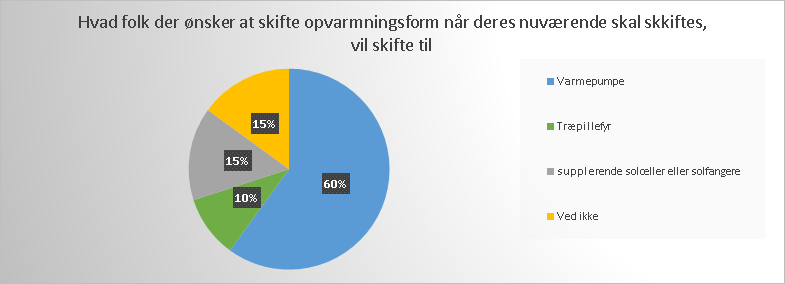 Hvad folk der ønsker at skifte opvarmningsform når deres nuværende skal skkiftes,
vil skifte til
15%
15%
10%
60%
Varmepumpe
Træpillefyr
supplerende solceller eller solfangere
Ved ikke